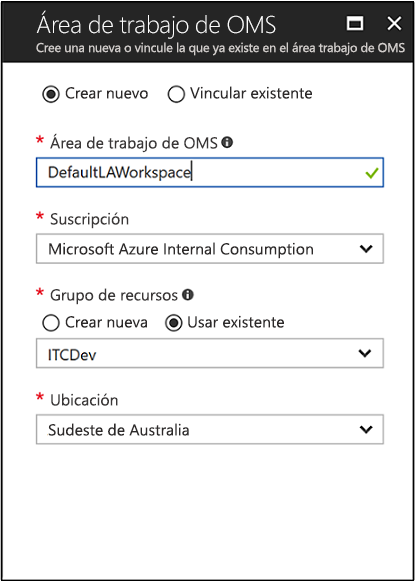 Área de trabajo de OMS
Cree una nueva o vincule la que ya existe en el área trabajo de OMS
Crear nuevo Vincular existente
* Área de trabajo de OMS
DefaultLAWorkspace
* Suscripción
Microsoft Azure Internal Consumption
* Grupo de recursos
Crear nueva Usar existente
ITCDev
* Ubicación
Sudeste de Australia